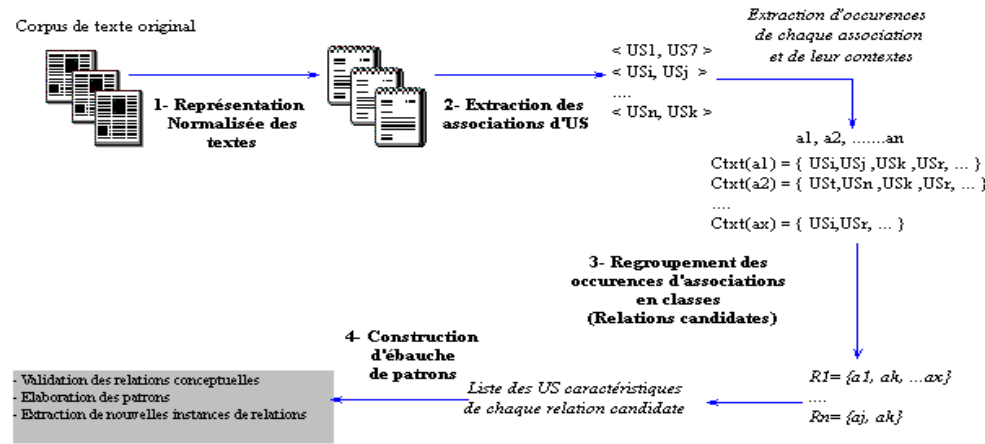 Corpus de texte original
1- Représentation
Normalisée des
textes
2- Extraction des
associations d'US
< US1, US7 >
< USi, USj >
....
< USn, USk >
Extraction d'occurences
de chaque association
et de leur contextes
a1, a2, .......an
Ctxt(a1) = { USi,USj ,USk ,USr, ... }
Ctxt(a2) = { USt,USn ,USk ,USr, ... }
....
Ctxt(ax) = { USi,USr, ... }
3- Regroupement des
occurences d'associations
en classes
(Relations candidates)
R1= {a1, ak, ...ax}
....
Rn= {aj, ak}
Liste des US caractéristiques
de chaque relation candidate
4- Construction
d'ébauche
de patrons
- Validation des relations conceptuelles
- Elaboration des patrons
- Extraction de nouvelles instances de relations